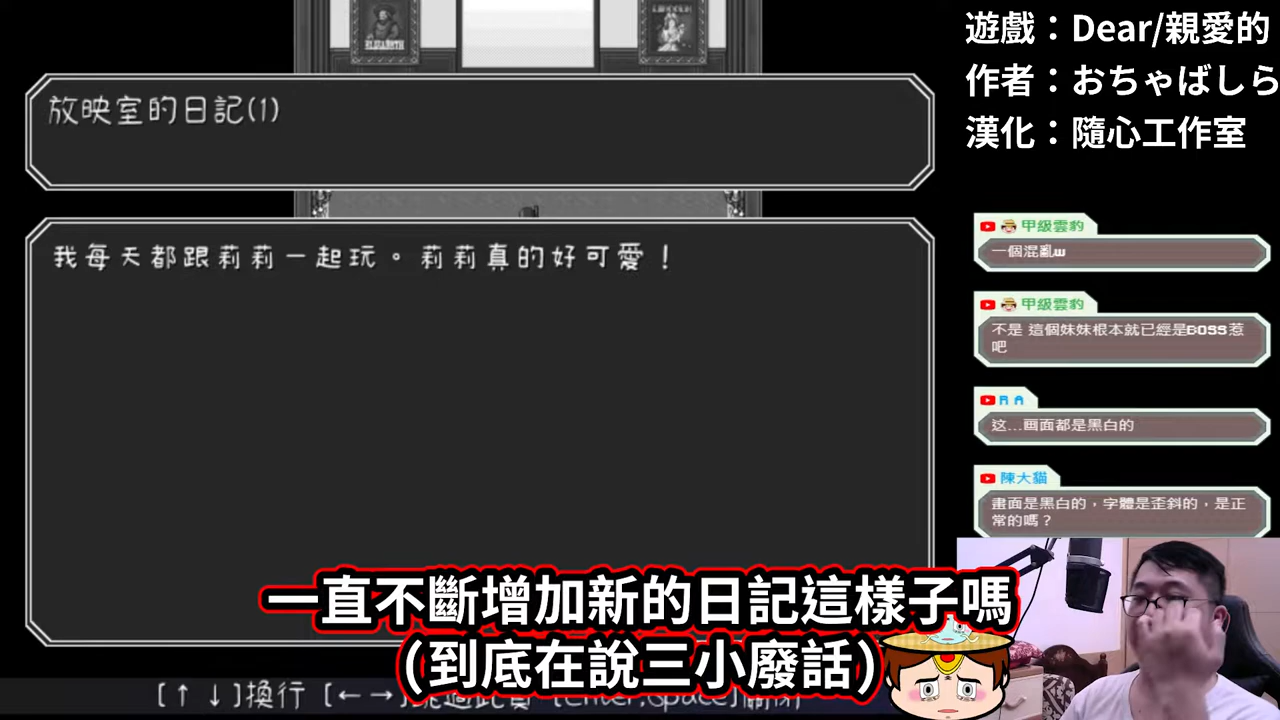 遊戲：Dear/親愛的
作者：おちゃばしら
漢化：隨心工作室
ELIZABETH
放映室的日記(1)
我每天都跟莉莉一起玩。莉莉真的好可愛！
甲級雲豹
一個混亂w
甲級雲豹
不是 這個妹妹根本就已經是BOSS惹
吧
R A
这...画面都是黑白的
陳大貓
畫面是黑白的，字體是歪斜的，是正
常的嗎？
一直不斷增加新的日記這樣子嗎
(到底在說三小廢話)
[↑ ↓]換行 [←→]